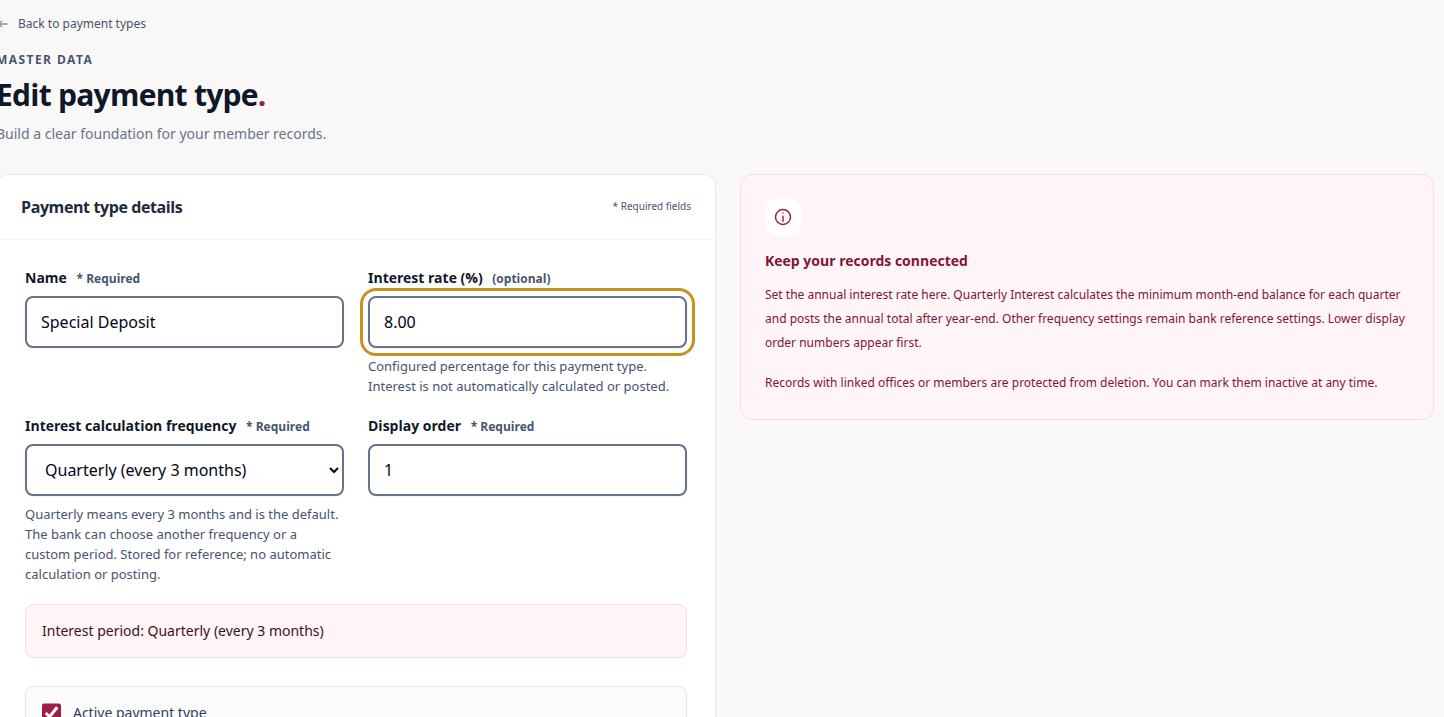 ← Back to payment types
MASTER DATA
Edit payment type.
Build a clear foundation for your member records.
Payment type details
* Required fields
Name * Required
Special Deposit
Interest rate (%) (optional)
8.00
Configured percentage for this payment type.
Interest is not automatically calculated or posted.
Interest calculation frequency * Required
Quarterly (every 3 months)
Quarterly means every 3 months and is the default.
The bank can choose another frequency or a
custom period. Stored for reference; no automatic
calculation or posting.
Display order * Required
1
Interest period: Quarterly (every 3 months)
Active payment type
Keep your records connected
Set the annual interest rate here. Quarterly Interest calculates the minimum month-end balance for each quarter
and posts the annual total after year-end. Other frequency settings remain bank reference settings. Lower display
order numbers appear first.
Records with linked offices or members are protected from deletion. You can mark them inactive at any time.